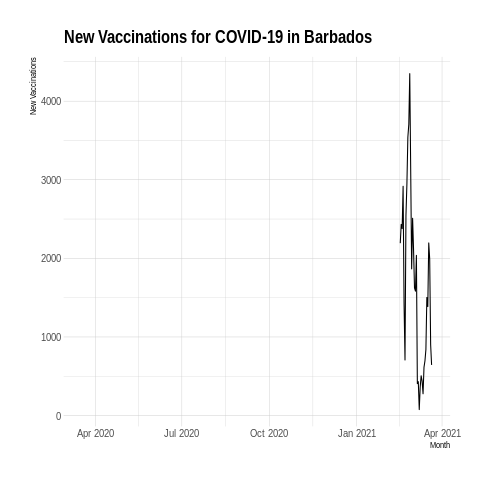 New Vaccinations for COVID-19 in Barbados
New Vaccinations
4000
3000
2000
1000
0
Apr 2020 Jul 2020 Oct 2020 Jan 2021 Apr 2021
Month